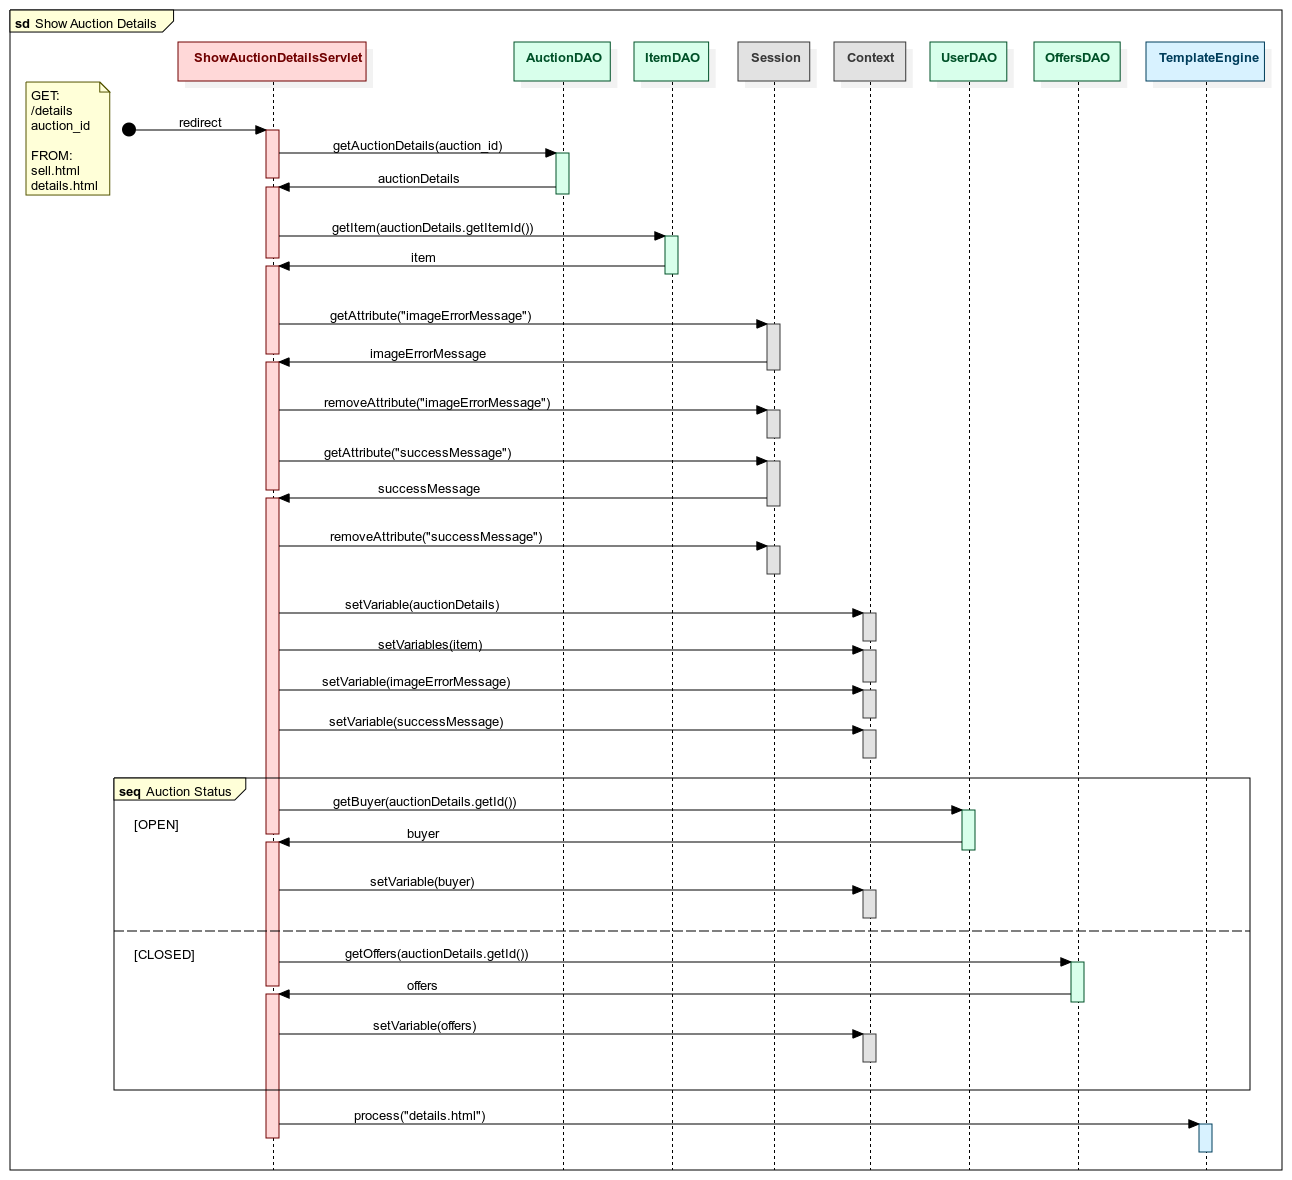 sd Show Auction Details
ShowAuctionDetailsServlet
AuctionDAO
ItemDAO
Session
Context
UserDAO
OffersDAO
TemplateEngine
GET:
/details
auction_id
FROM:
sell.html
details.html
redirect
getAuctionDetails(auction_id)
auctionDetails
getItem(auctionDetails.getItemId())
item
getAttribute("imageErrorMessage")
imageErrorMessage
removeAttribute("imageErrorMessage")
getAttribute("successMessage")
successMessage
removeAttribute("successMessage")
setVariable(auctionDetails)
setVariables(item)
setVariable(imageErrorMessage)
setVariable(successMessage)
seq Auction Status
getBuyer(auctionDetails.getId())
[OPEN]
buyer
setVariable(buyer)
[CLOSED]
getOffers(auctionDetails.getId())
offers
setVariable(offers)
process("details.html")